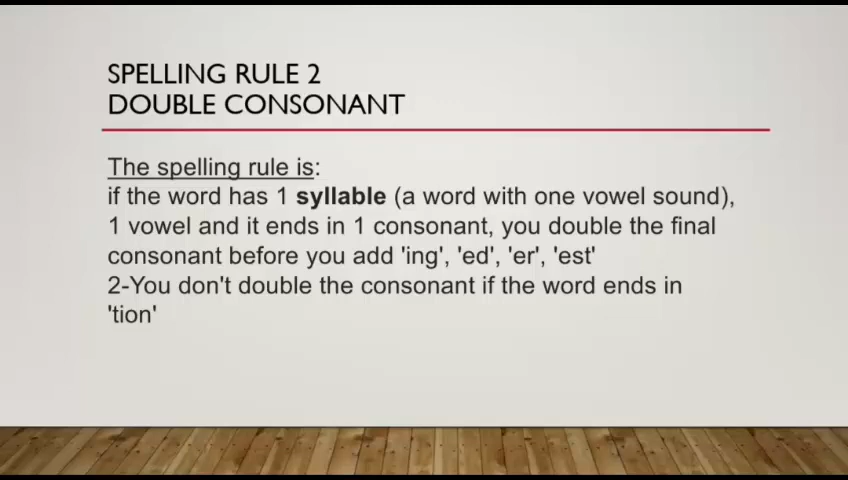 SPELLING RULE 2
DOUBLE CONSONANT
The spelling rule is:
if the word has 1 syllable (a word with one vowel sound),
1 vowel and it ends in 1 consonant, you double the final
consonant before you add 'ing', 'ed', 'er', 'est'
2-You don't double the consonant if the word ends in
'tion'